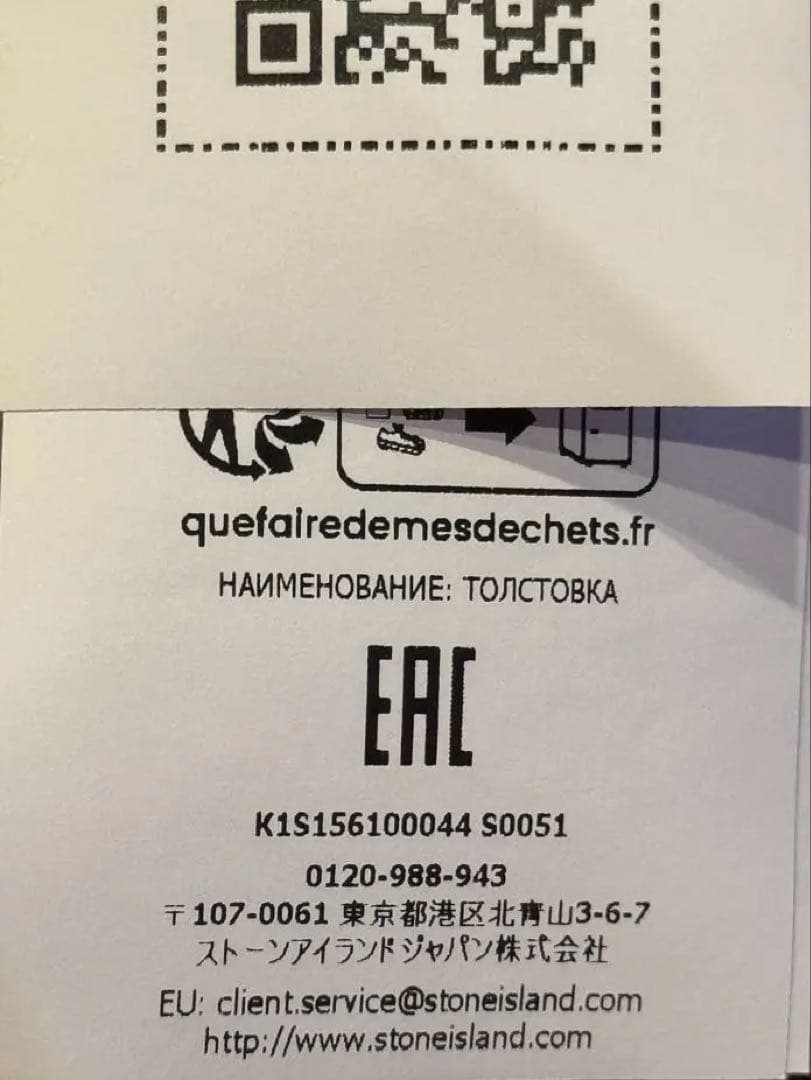 quefairedemesdechets.fr
НАИМЕНОВАНИЕ: ТОЛСТОВКА
EAC
K1S156100044 S0051
0120-988-943
〒107-0061 東京都港区北青山3-6-7
ストーンアイランドジャパン株式会社
EU: client.service@stoneisland.com
http://www.stoneisland.com